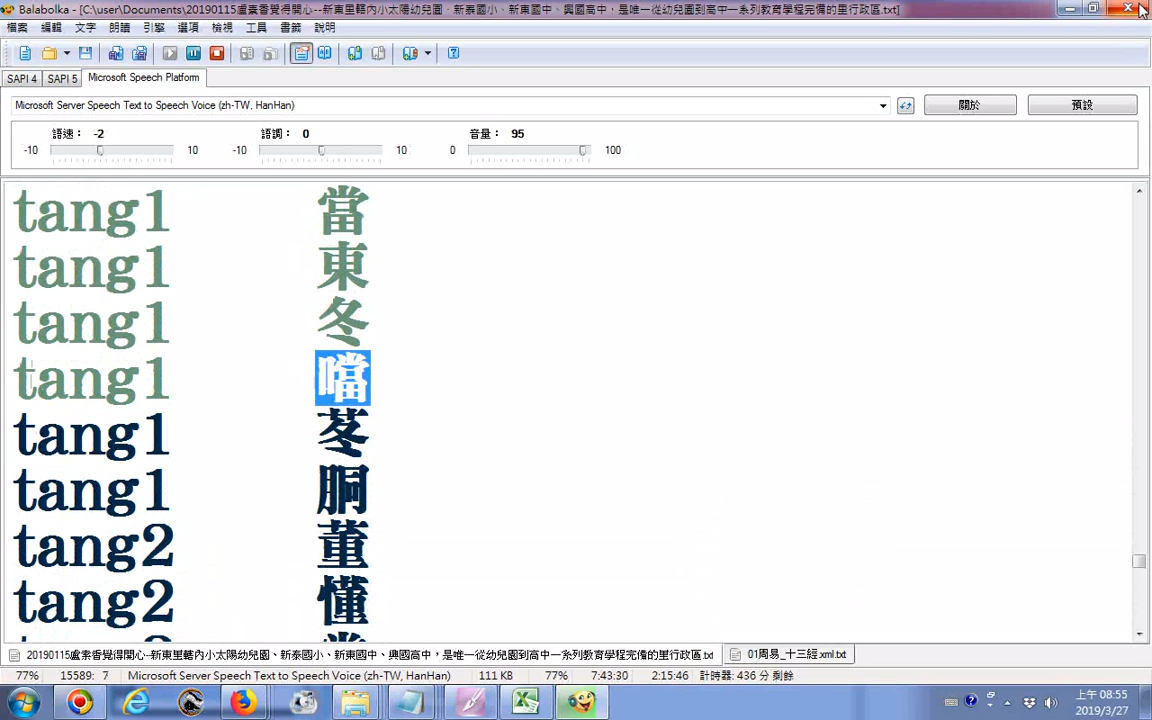 Balabolka - [C:\user\Documents\20190115盧素香覺得開心--新東里轄內小太陽幼兒園、新泰國小、新東國中、興國高中，是唯一從幼兒園到高中一系列教育學程完備的里行政區.txt]
檔案 編輯 文字 朗讀 引擎 選項 檢視 工具 書籤 說明
SAPI 4 SAPI 5 Microsoft Speech Platform
Microsoft Server Speech Text to Speech Voice (zh-TW, HanHan) 關於 預設
語速： -2 語調： 0 音量： 95
-10 10 -10 10 0 100
tang1 當
tang1 東
tang1 冬
tang1 噹
tang1 苳
tang1 胴
tang2 董
tang2 懂
20190115盧素香覺得開心--新東里轄內小太陽幼兒園、新泰國小、新東國中、興國高中，是唯一從幼兒園到高中一系列教育學程完備的里行政區.txt 01周易_十三經.xml.txt
77% 15589: 7 Microsoft Server Speech Text to Speech Voice (zh-TW, HanHan) 111 KB 77% 7:43:30 2:15:46 計時器: 436 分 剩餘
上午 08:55
2019/3/27